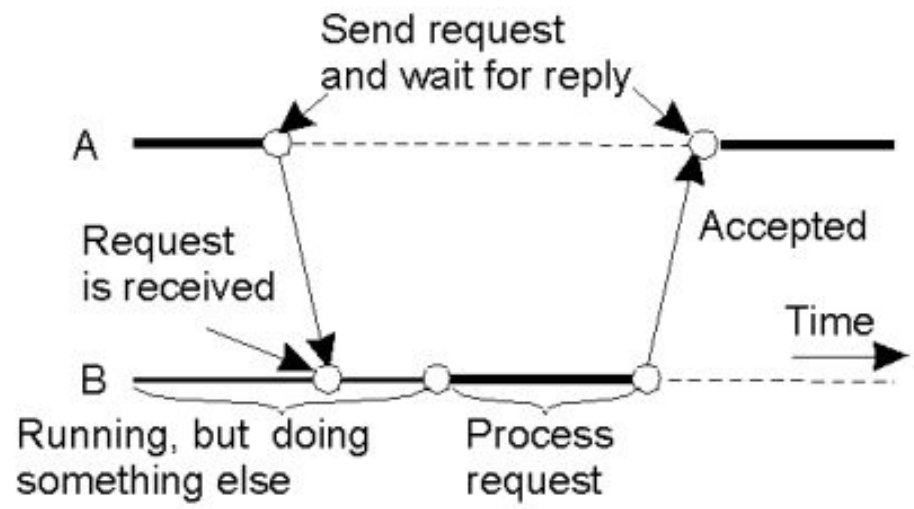 Send request
and wait for reply
A
Accepted
Request
is received
Time
B
Running, but doing
something else
Process
request